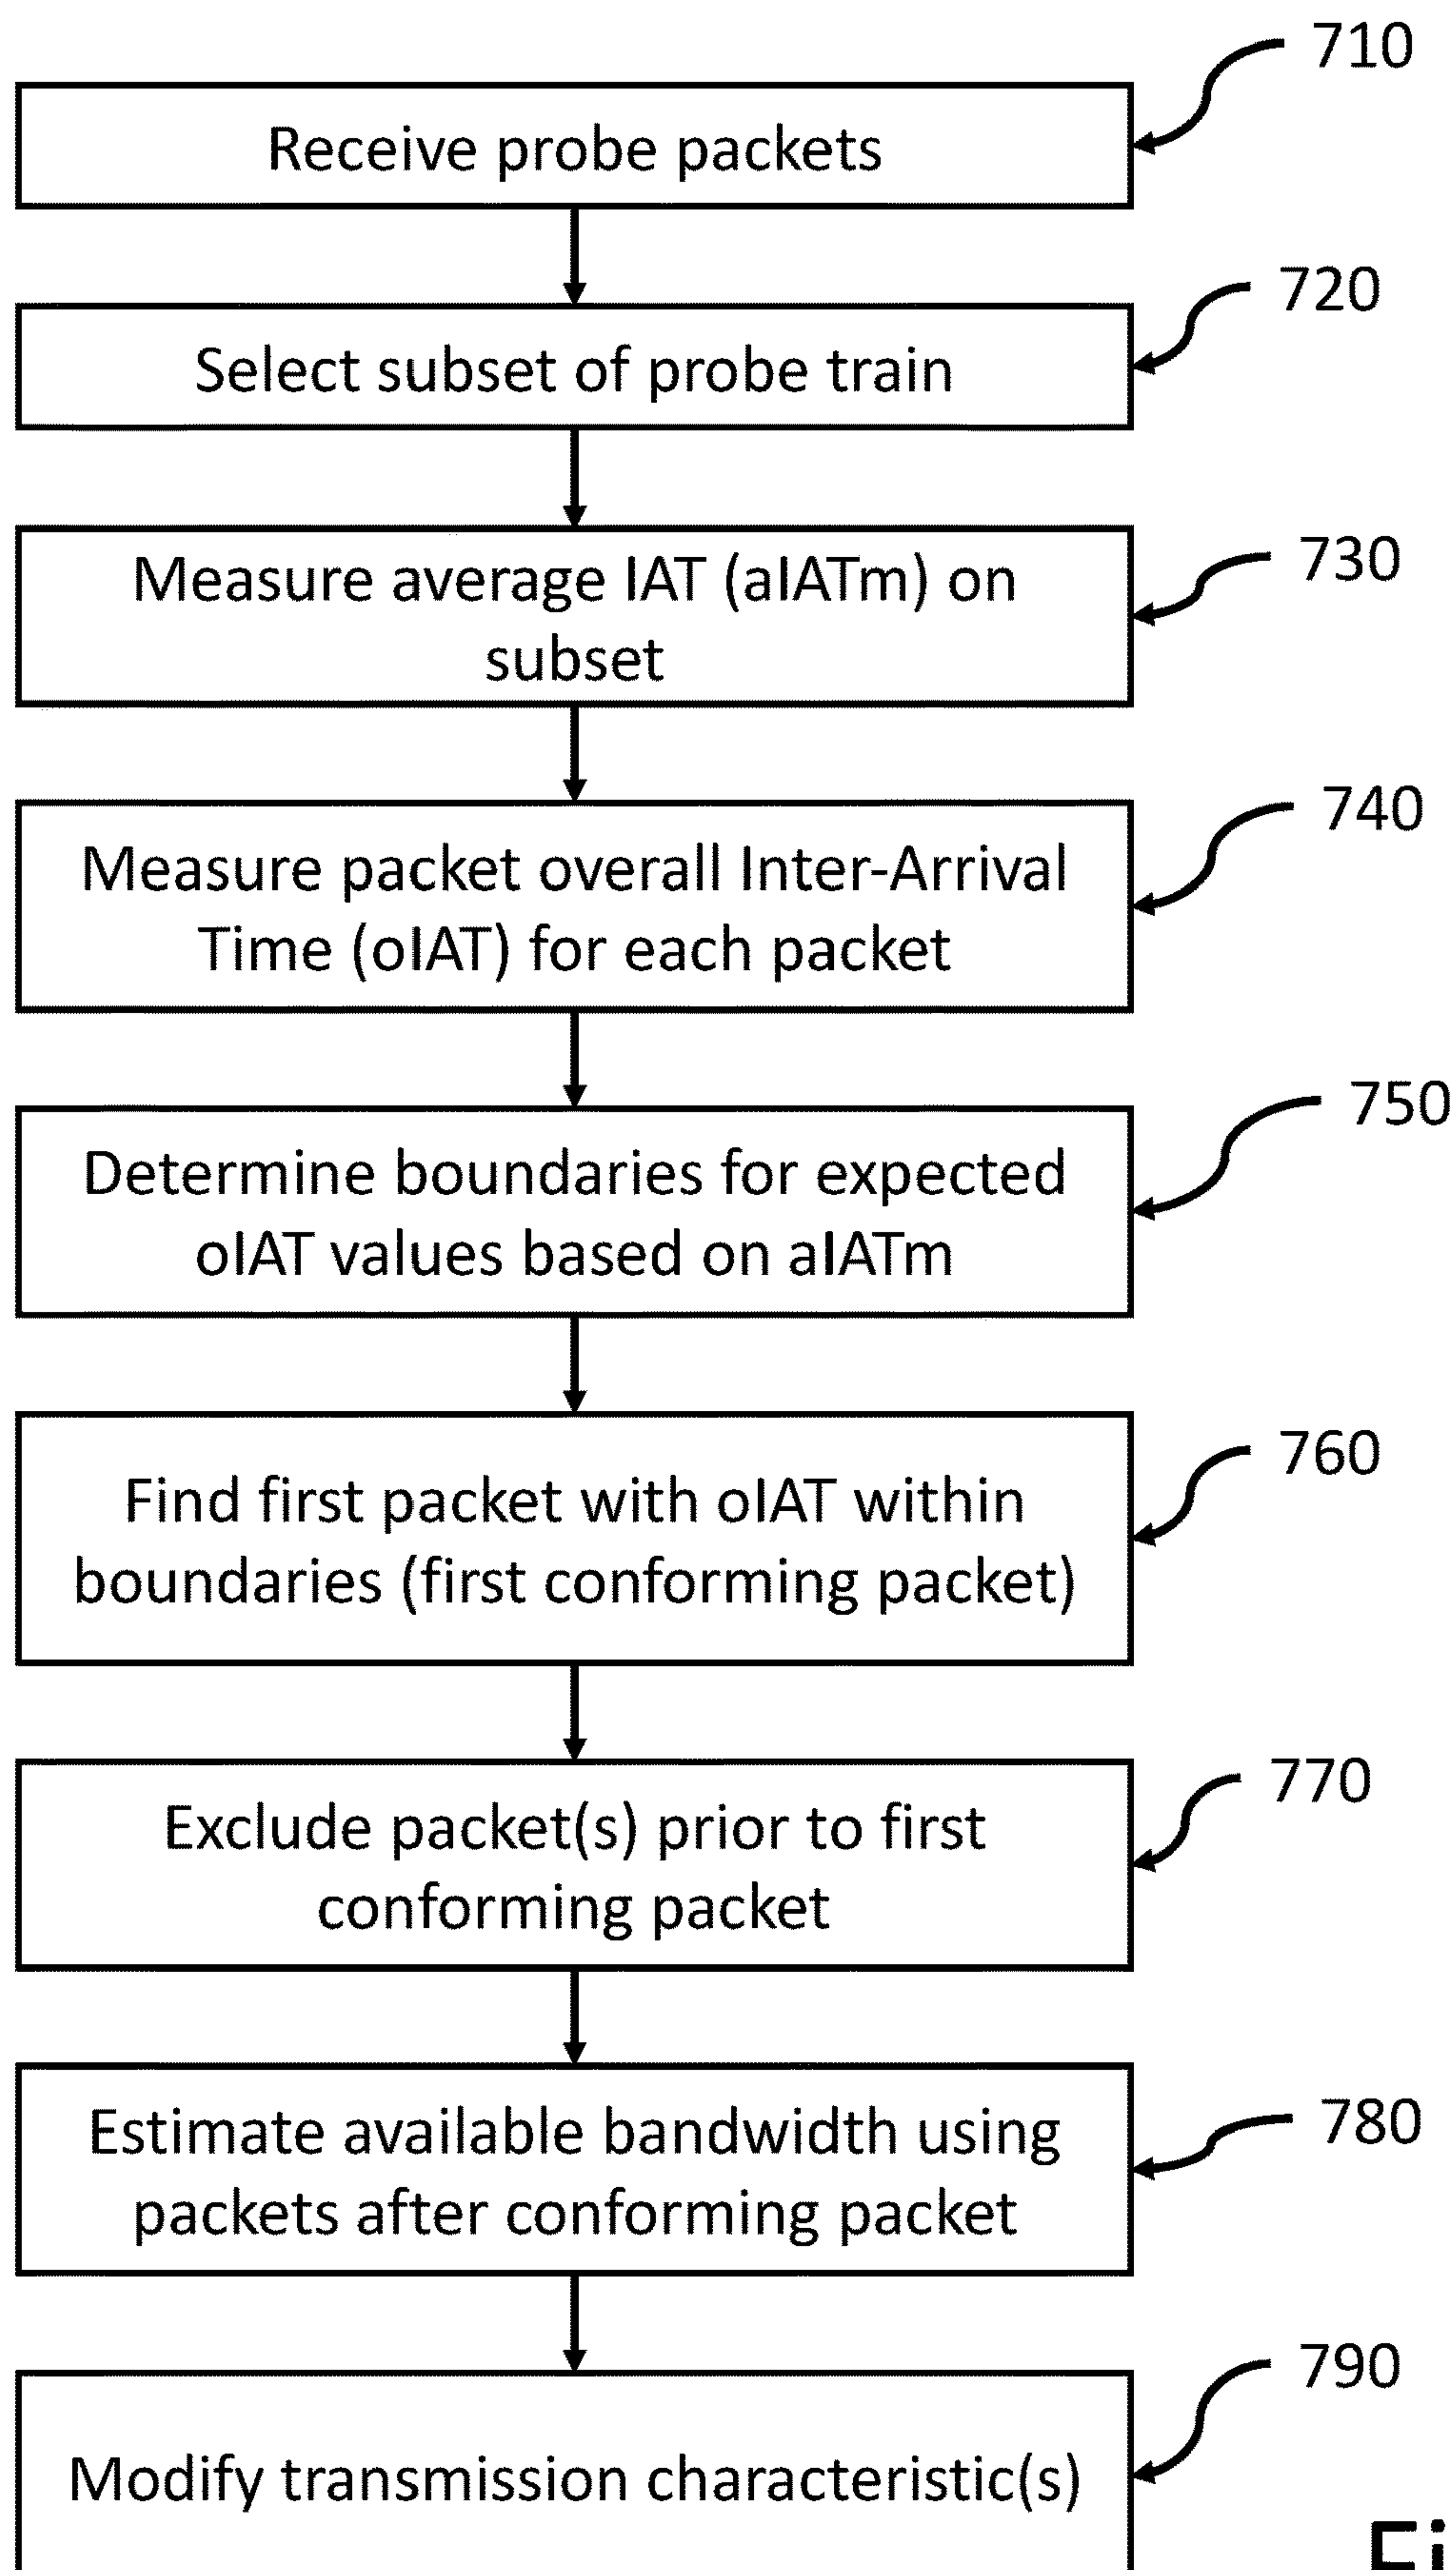 710
Receive probe packets
720
Select subset of probe train
730
Measure average IAT (aIATm) on
subset
740
Measure packet overall Inter-Arrival
Time (oIAT) for each packet
750
Determine boundaries for expected
oIAT values based on aIATm
760
Find first packet with oIAT within
boundaries (first conforming packet)
770
Exclude packet(s) prior to first
conforming packet
780
Estimate available bandwidth using
packets after conforming packet
790
Modify transmission characteristic(s)